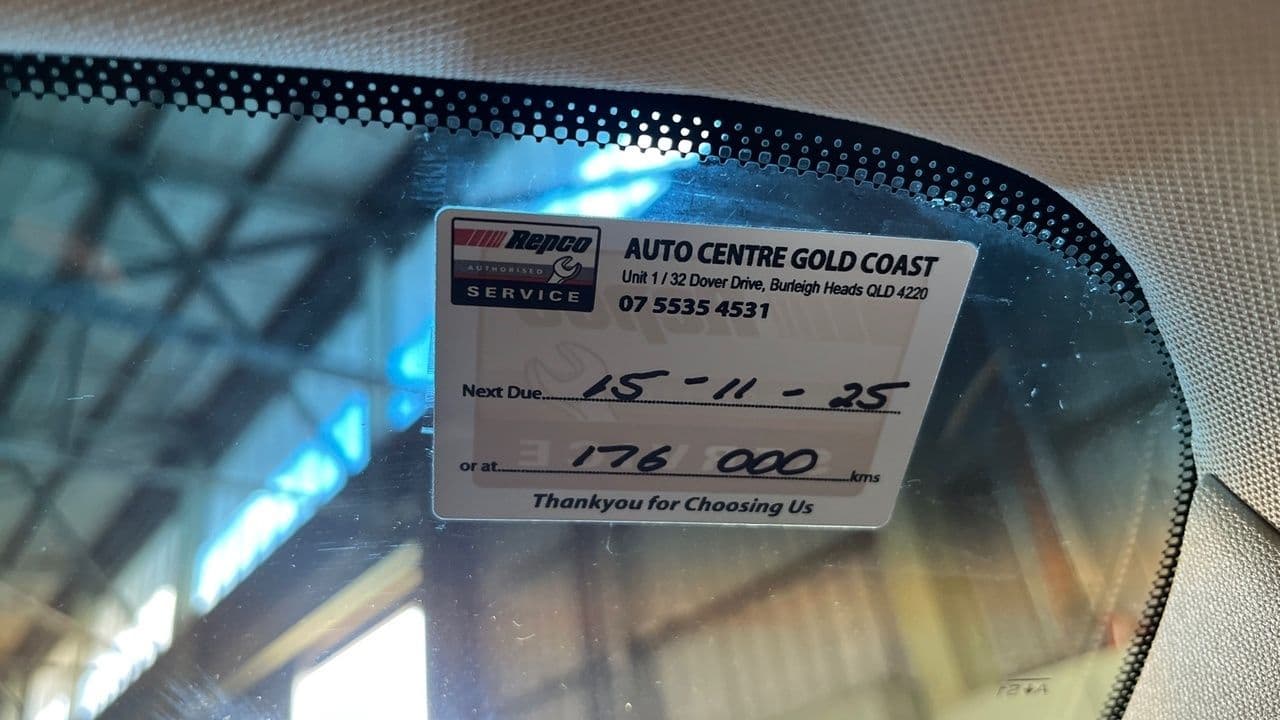 Repco
AUTHORISED
SERVICE
AUTO CENTRE GOLD COAST
Unit 1 / 32 Dover Drive, Burleigh Heads QLD 4220
07 5535 4531
Next Due 15 - 11 - 25
or at 176 000 kms
Thankyou for Choosing Us